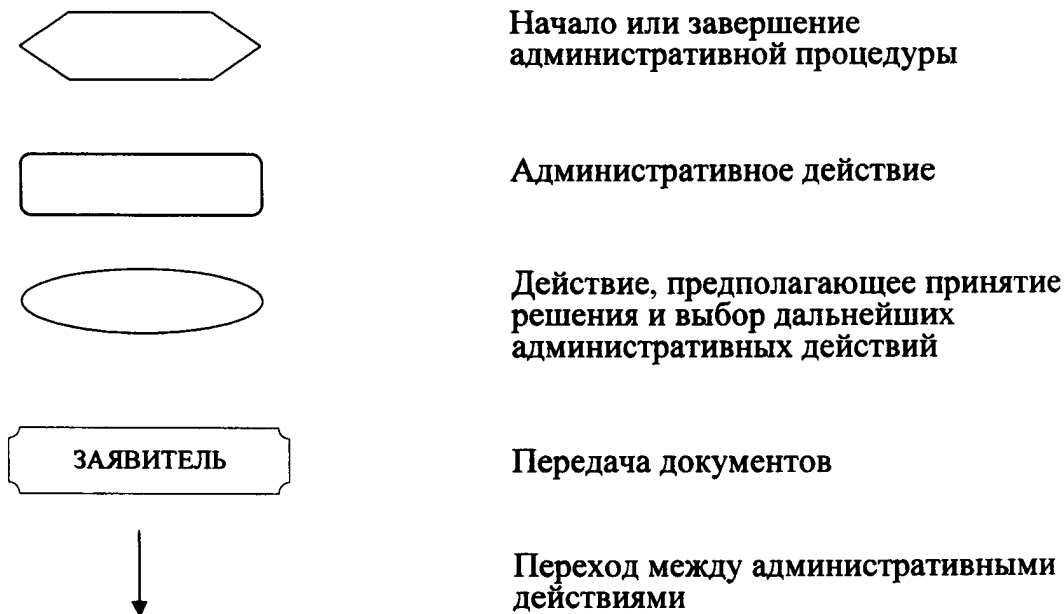 Начало или завершение
административной процедуры
Административное действие
Действие, предполагающее принятие
решения и выбор дальнейших
административных действий
ЗАЯВИТЕЛЬ
Передача документов
Переход между административными
действиями